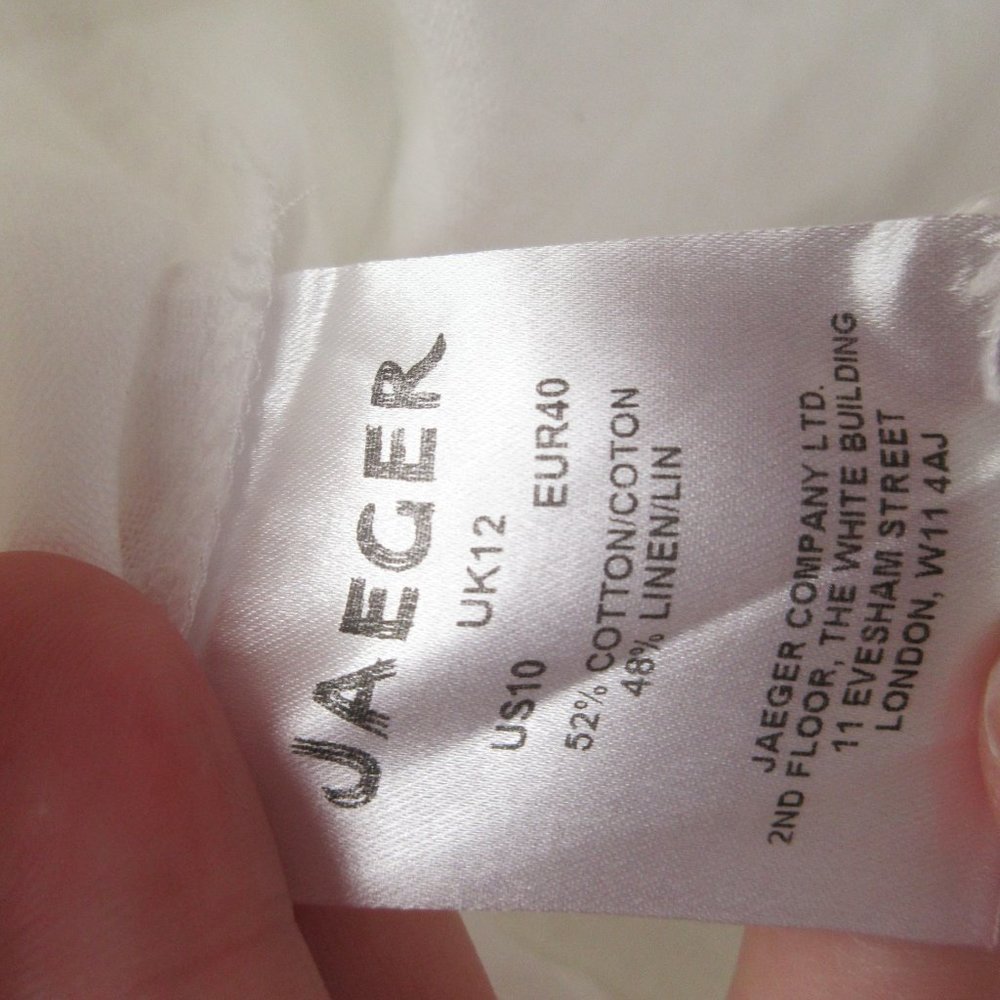 JAEGER
UK12
US10 EUR40
52% COTTON/COTON
48% LINEN/LIN
JAEGER COMPANY LTD.
2ND FLOOR, THE WHITE BUILDING
11 EVESHAM STREET
LONDON, W11 4AJ